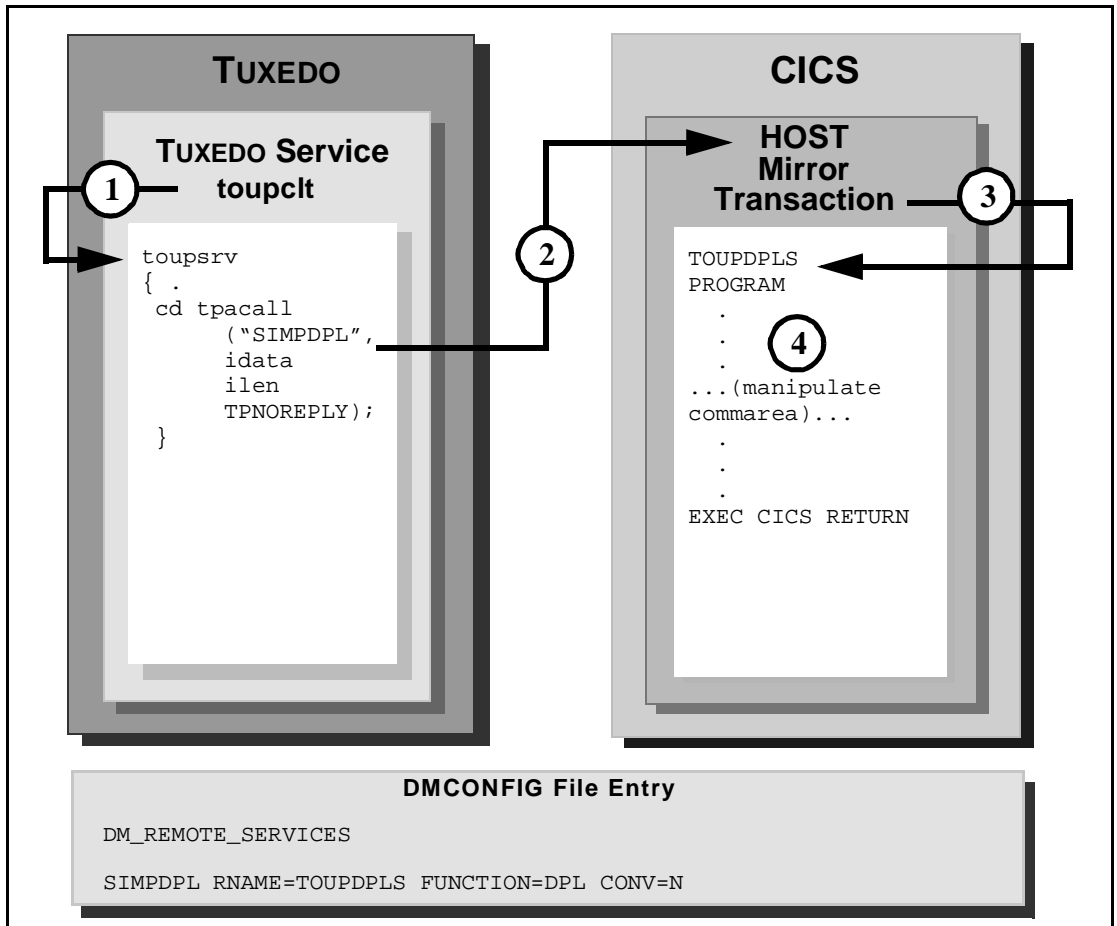 TUXEDO
TUXEDO Service
toupclt
1
toupsrv
{ .
cd tpacall
(“SIMPDPL”,
idata
ilen
TPNOREPLY);
}
2
CICS
HOST
Mirror
Transaction
3
TOUPDPLS
PROGRAM
.
.
.
4
...(manipulate
commarea)...
.
.
.
EXEC CICS RETURN
DMCONFIG File Entry
DM_REMOTE_SERVICES
SIMPDPL RNAME=TOUPDPLS FUNCTION=DPL CONV=N